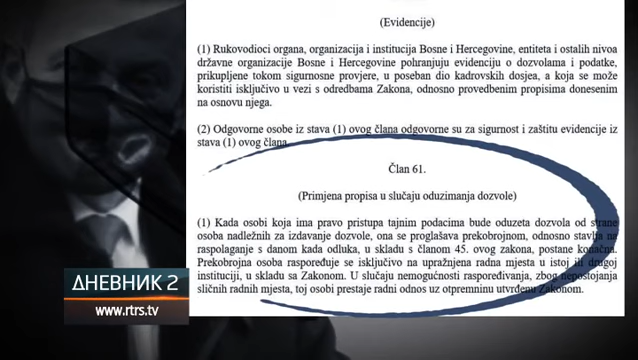 (Evidencije)
(1) Rukovodioci organa, organizacija i institucija Bosne i Hercegovine, entiteta i ostalih nivoa
državne organizacije Bosne i Hercegovine pohranjuju evidenciju o dozvolama i podatke,
prikupljene tokom sigurnosne provjere, u poseban dio kadrovskih dosjea, a koja se može
koristiti isključivo u vezi s odredbama Zakona, odnosno provedbenim propisima donesenim
na osnovu njega.
(2) Odgovorne osobe iz stava (1) ovog člana odgovorne su za sigurnost i zaštitu evidencije iz
stava (1) ovog člana.
Član 61.
(Primjena propisa u slučaju oduzimanja dozvole)
(1) Kada osobi koja ima pravo pristupa tajnim podacima bude oduzeta dozvola od strane
osoba nadležnih za izdavanje dozvole, ona se proglašava prekobrojnom, odnosno stavlja na
raspolaganje s danom kada odluka, u skladu s članom 45. ovog zakona, postane konačna.
Prekobrojna osoba raspoređuje se isključivo na upražnjena radna mjesta u istoj ili drugoj
instituciji, u skladu sa Zakonom. U slučaju nemogućnosti raspoređivanja, zbog nepostojanja
sličnih radnih mjesta, toj osobi prestaje radni odnos uz otpremninu utvrđenu Zakonom.
ДНЕВНИК 2
www.rtrs.tv